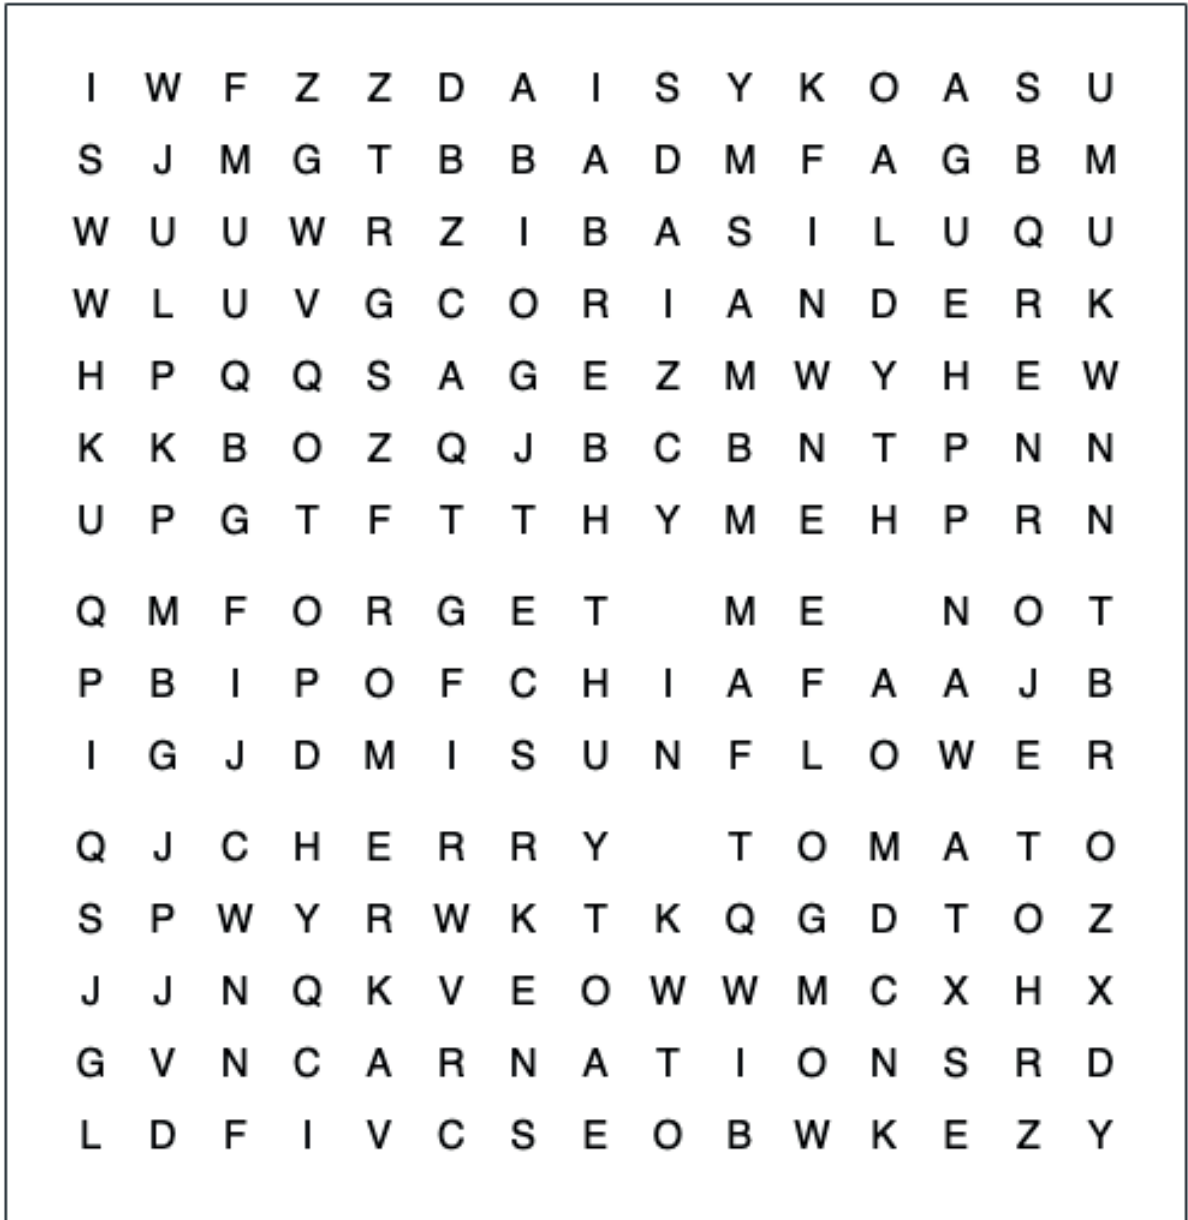 I W F Z Z D A I S Y K O A S U
S J M G T B B A D M F A G B M
W U U W R Z I B A S I L U Q U
W L U V G C O R I A N D E R K
H P Q Q S A G E Z M W Y H E W
K K B O Z Q J B C B N T P N N
U P G T F T T H Y M E H P R N
Q M F O R G E T M E N O T
P B I P O F C H I A F A A J B
I G J D M I S U N F L O W E R
Q J C H E R R Y T O M A T O
S P W Y R W K T K Q G D T O Z
J J N Q K V E O W W M C X H X
G V N C A R N A T I O N S R D
L D F I V C S E O B W K E Z Y